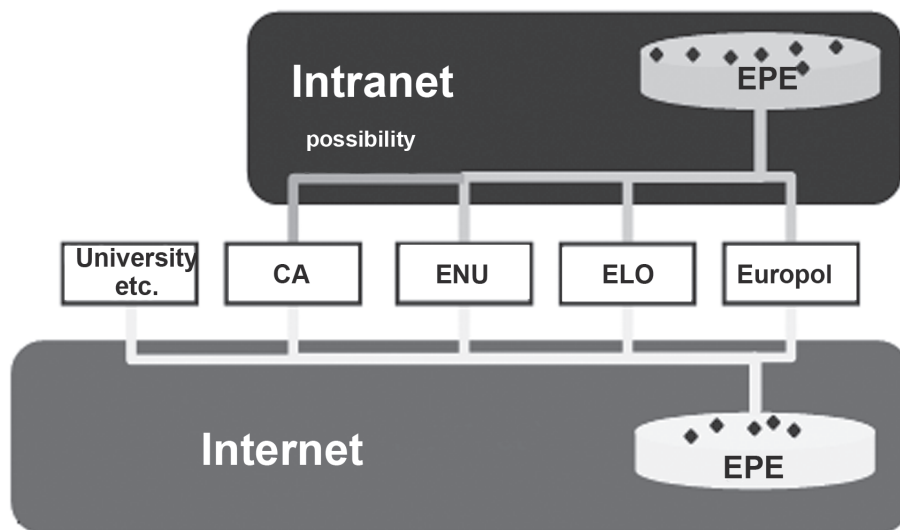 Intranet
EPE
possibility
University
etc.
CA
ENU
ELO
Europol
Internet
EPE